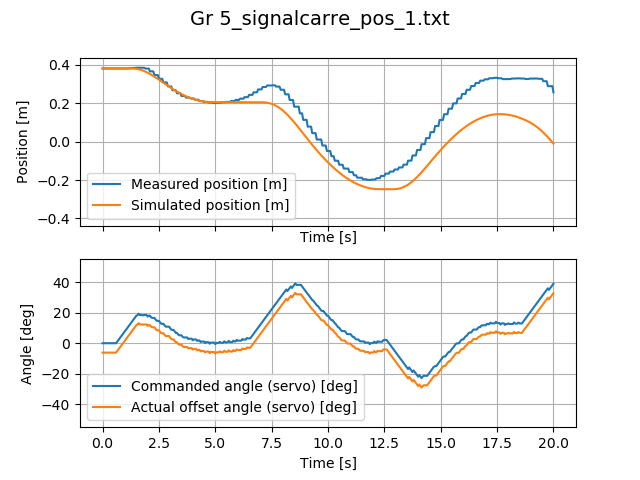 Gr 5_signalcarre_pos_1.txt
0.4
0.2
0.0
−0.2
−0.4
Position [m]
Measured position [m]
Simulated position [m]
Time [s]
40
20
0
−20
−40
Angle [deg]
Commanded angle (servo) [deg]
Actual offset angle (servo) [deg]
0.0 2.5 5.0 7.5 10.0 12.5 15.0 17.5 20.0
Time [s]